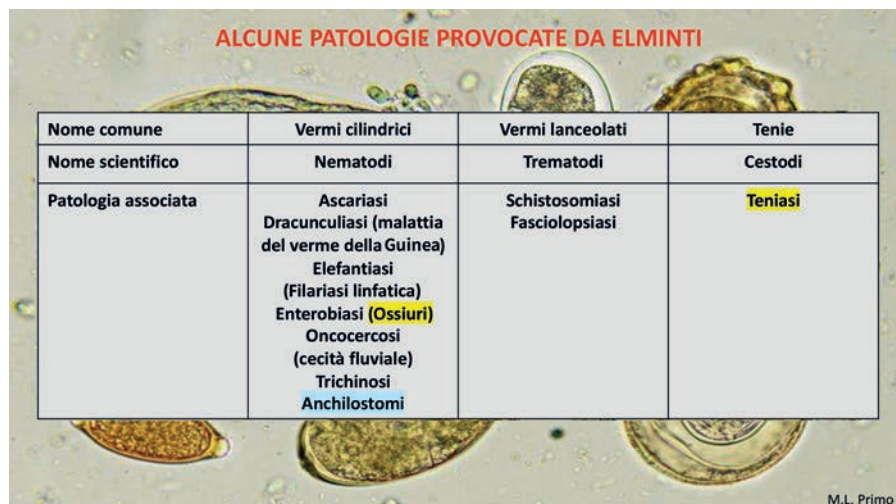 ALCUNE PATOLOGIE PROVOCATE DA ELMINTI
Nome comune
Vermi cilindrici
Vermi lanceolati
Tenie
Nome scientifico
Nematodi
Trematodi
Cestodi
Patologia associata
Ascariasi
Dracunculiasi (malattia
del verme della Guinea)
Elefantiasi
(Filariasi linfatica)
Enterobiasi (Ossiuri)
Oncocercosi
(cecità fluviale)
Trichinosi
Anchilostomi
Schistosomiasi
Fasciolopsiasi
Teniasi
M.L. Primo